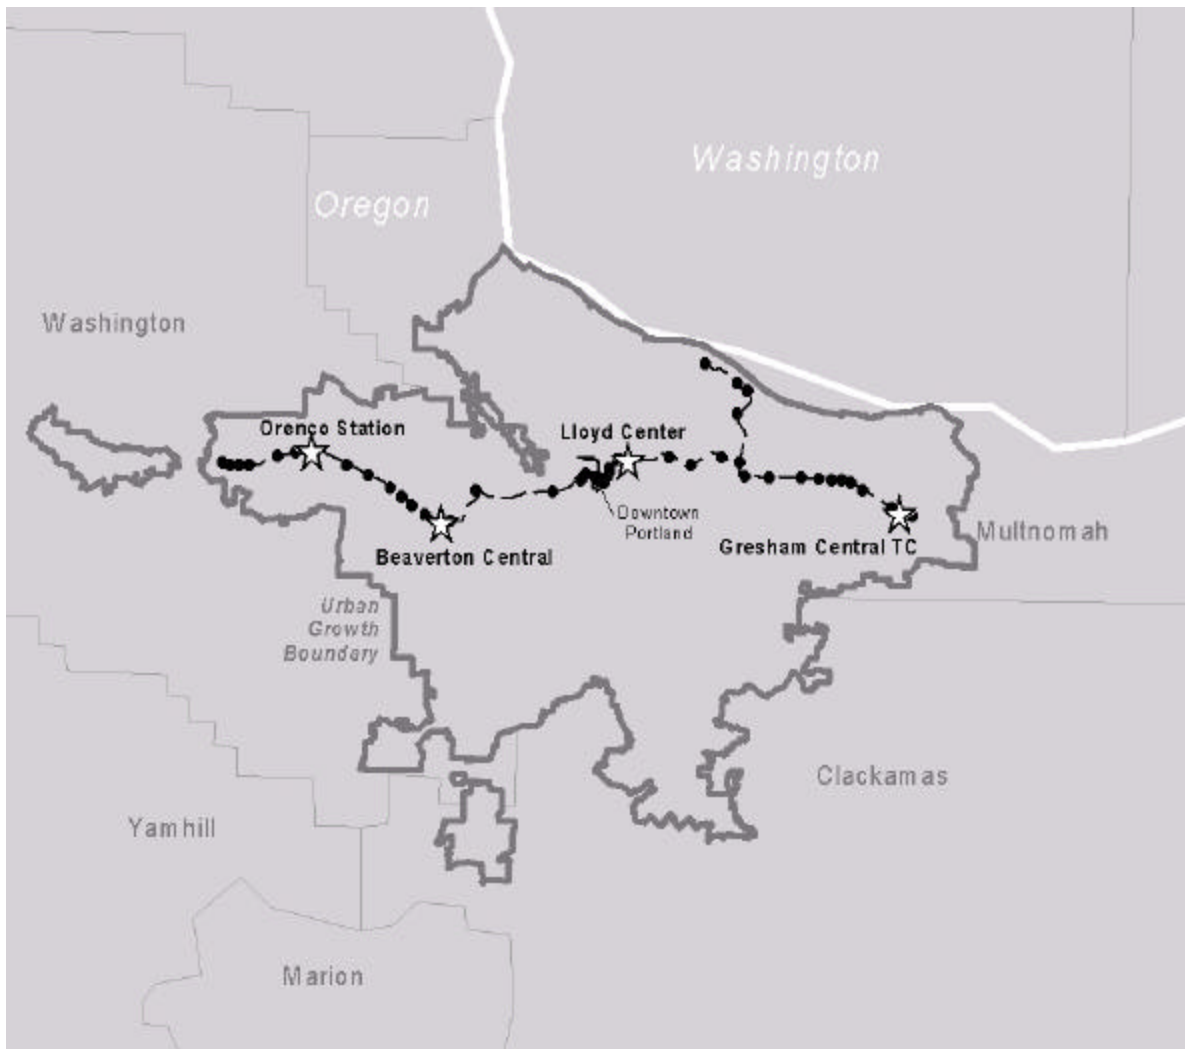 Washington
Oregon
Washington
Orenco Station
Lloyd Center
Downtown
Portland
Multnomah
Gresham Central TC
Beaverton Central
Urban
Growth
Boundary
Clackamas
Yamhill
Marion